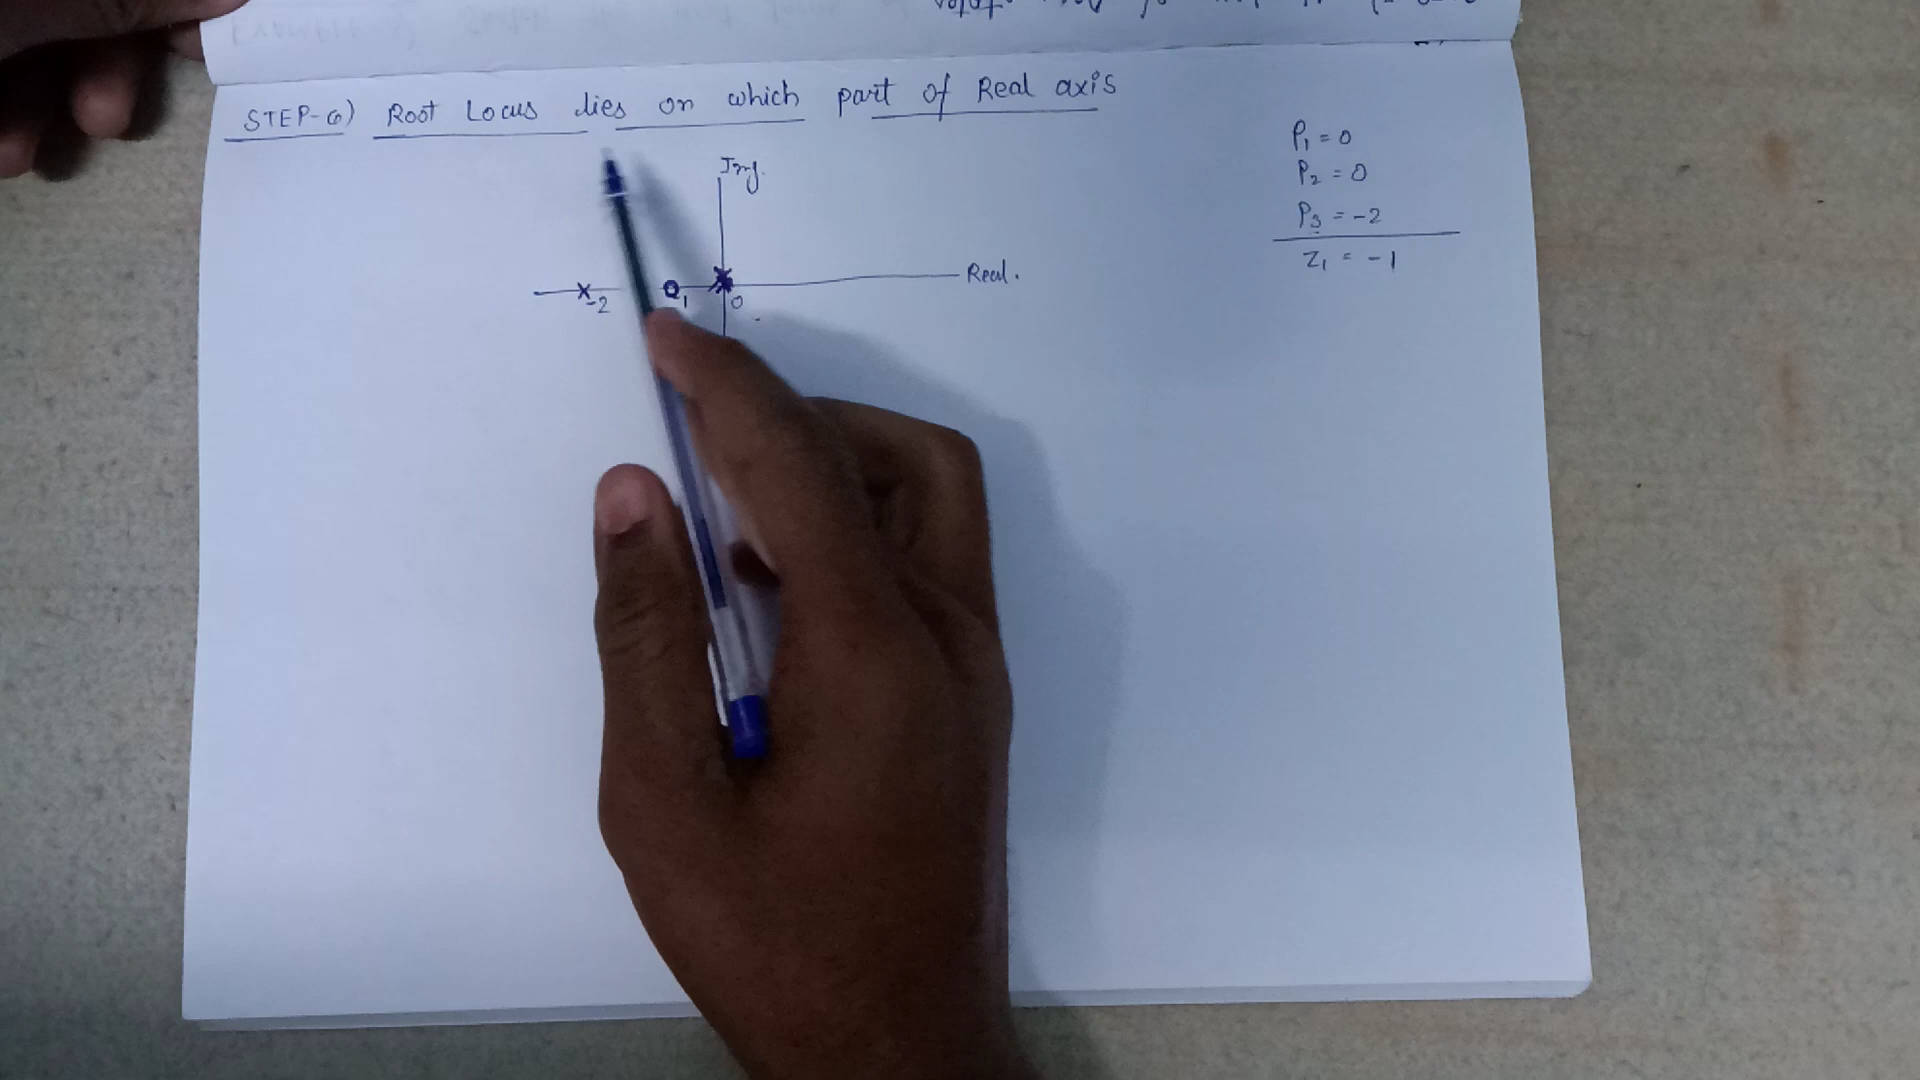 STEP-6) Root Locus lies on which part of Real axis
P1 = 0
P2 = 0
P3 = -2
Z1 = -1
Img.
Real.
-2
1
0